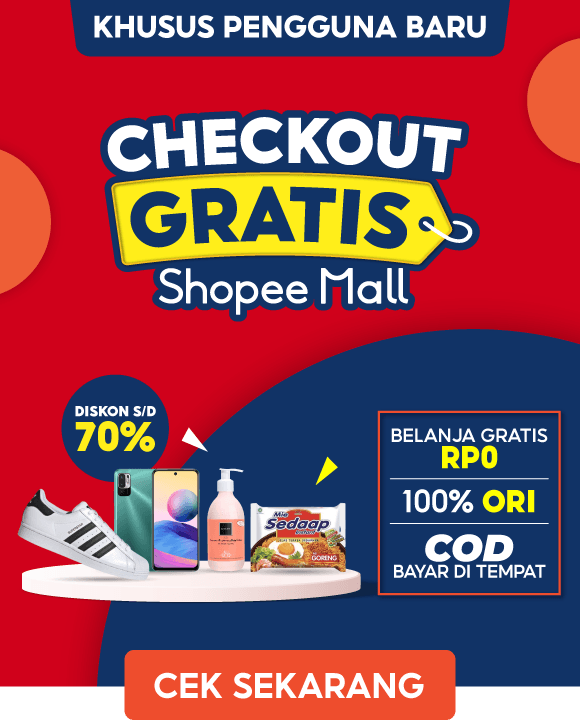 KHUSUS PENGGUNA BARU
CHECKOUT
GRATIS
Shopee Mall
DISKON S/D
70%
BELANJA GRATIS
RP0
100% ORI
COD
BAYAR DI TEMPAT
Mie
Sedaap
GORENG
CEK SEKARANG